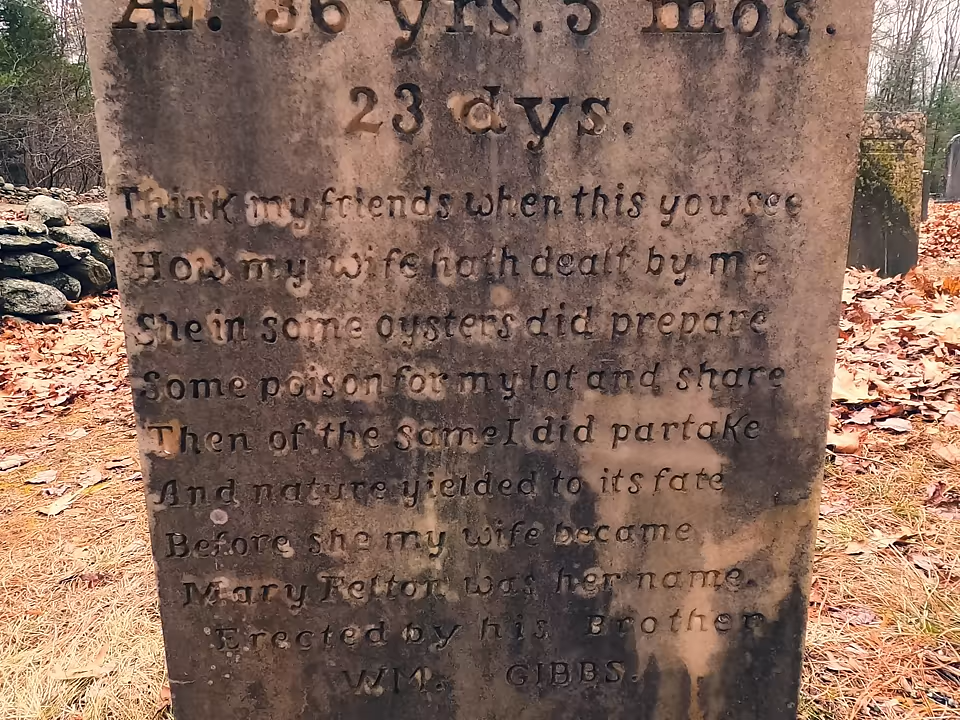 Æ. 36 yrs. 5 mos.
23 dys.
Think my friends when this you see
How my wife hath dealt by me
She in some oysters did prepare
Some poison for my lot and share
Then of the same I did partake
And nature yielded to its fate
Before she my wife became
Mary Felton was her name.
Erected by his Brother
WM. GIBBS.